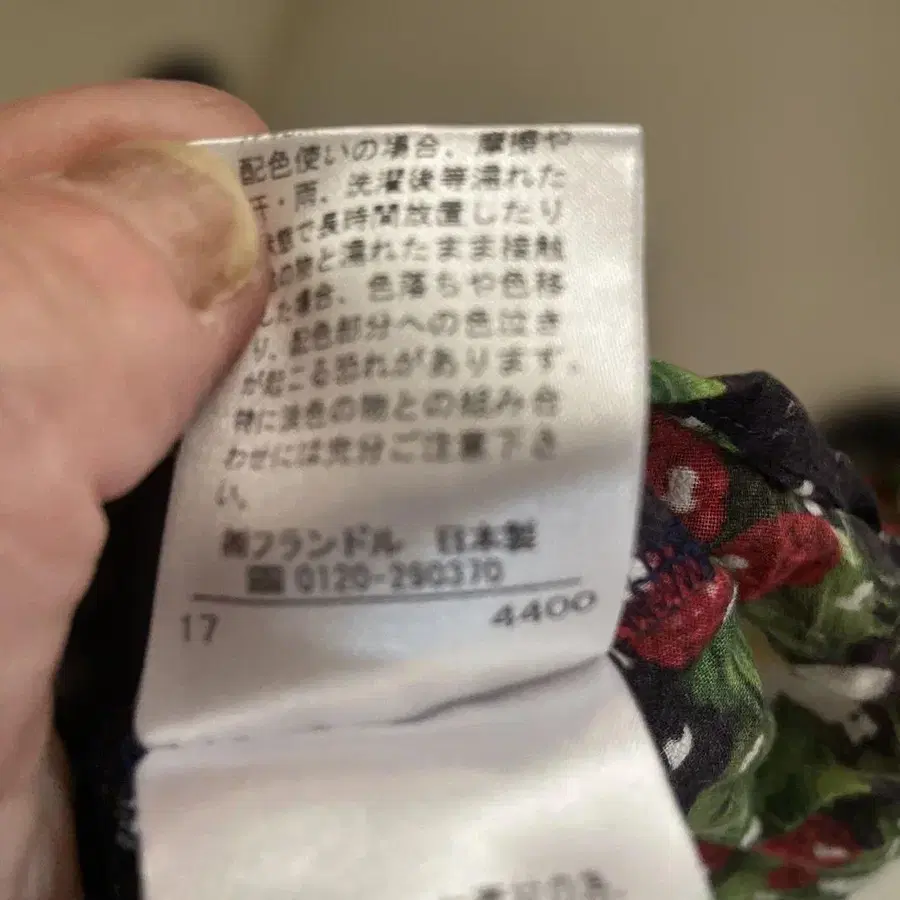 配色使いの場合、摩擦や
汗・雨、洗濯後等濡れた
状態で長時間放置したり
の物と濡れたまま接触
した場合、色落ちや色移
り、配色部分への色泣き
が起こる恐れがあります。
特に淡色の物との組み合
わせには充分ご注意下さ
い。
㈱フランドル 日本製
0120-290370
17 4400